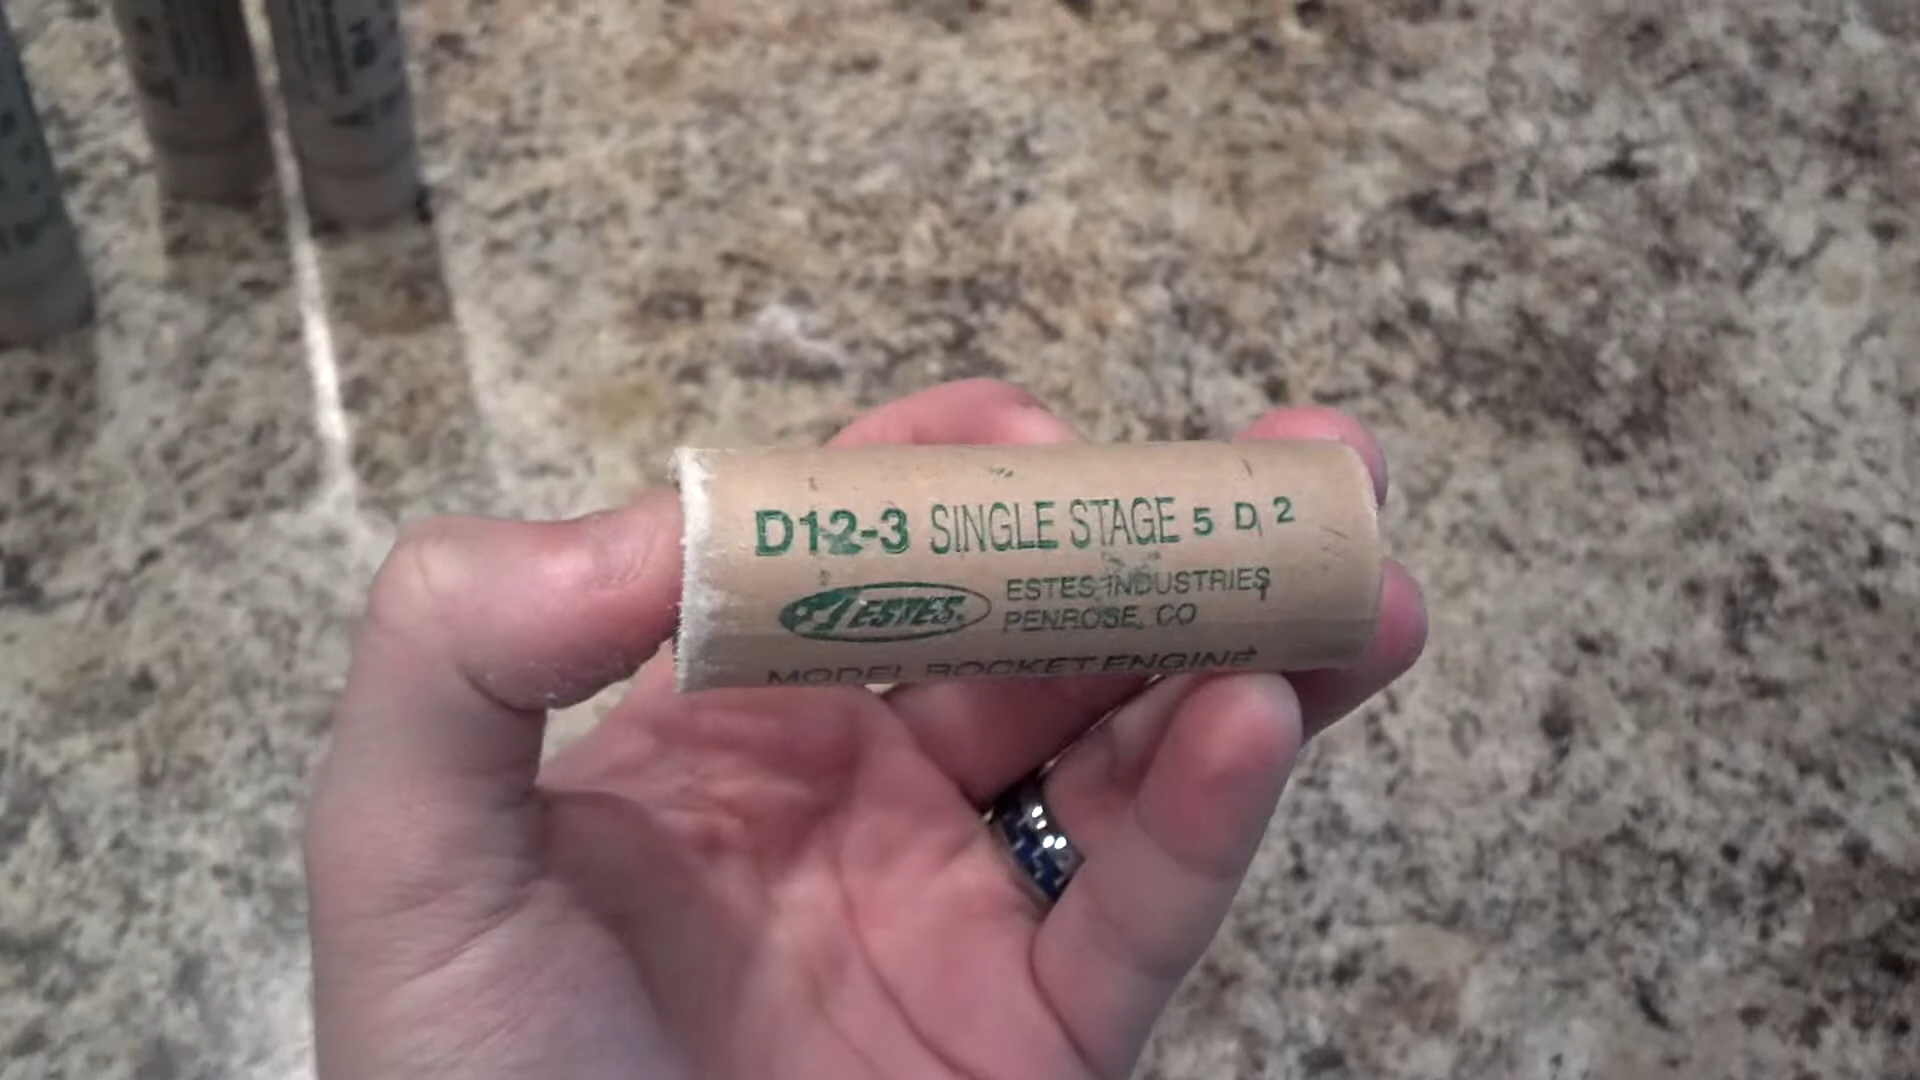 D12-3 SINGLE STAGE 5 D 2
ESTES.
ESTES INDUSTRIES
PENROSE, CO
MODEL ROCKET ENGINE